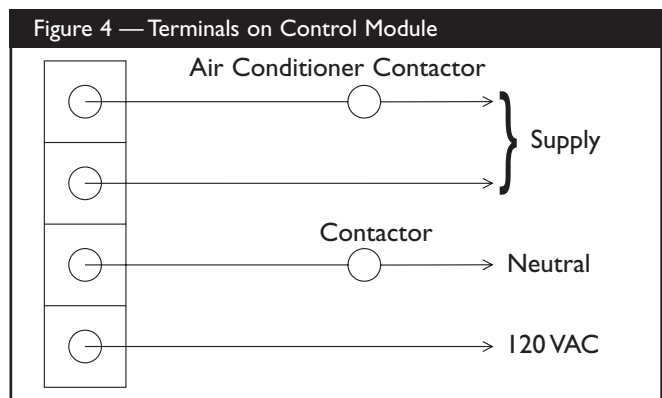 Figure 4 — Terminals on Control Module
Air Conditioner Contactor
Supply
Contactor
Neutral
120 VAC